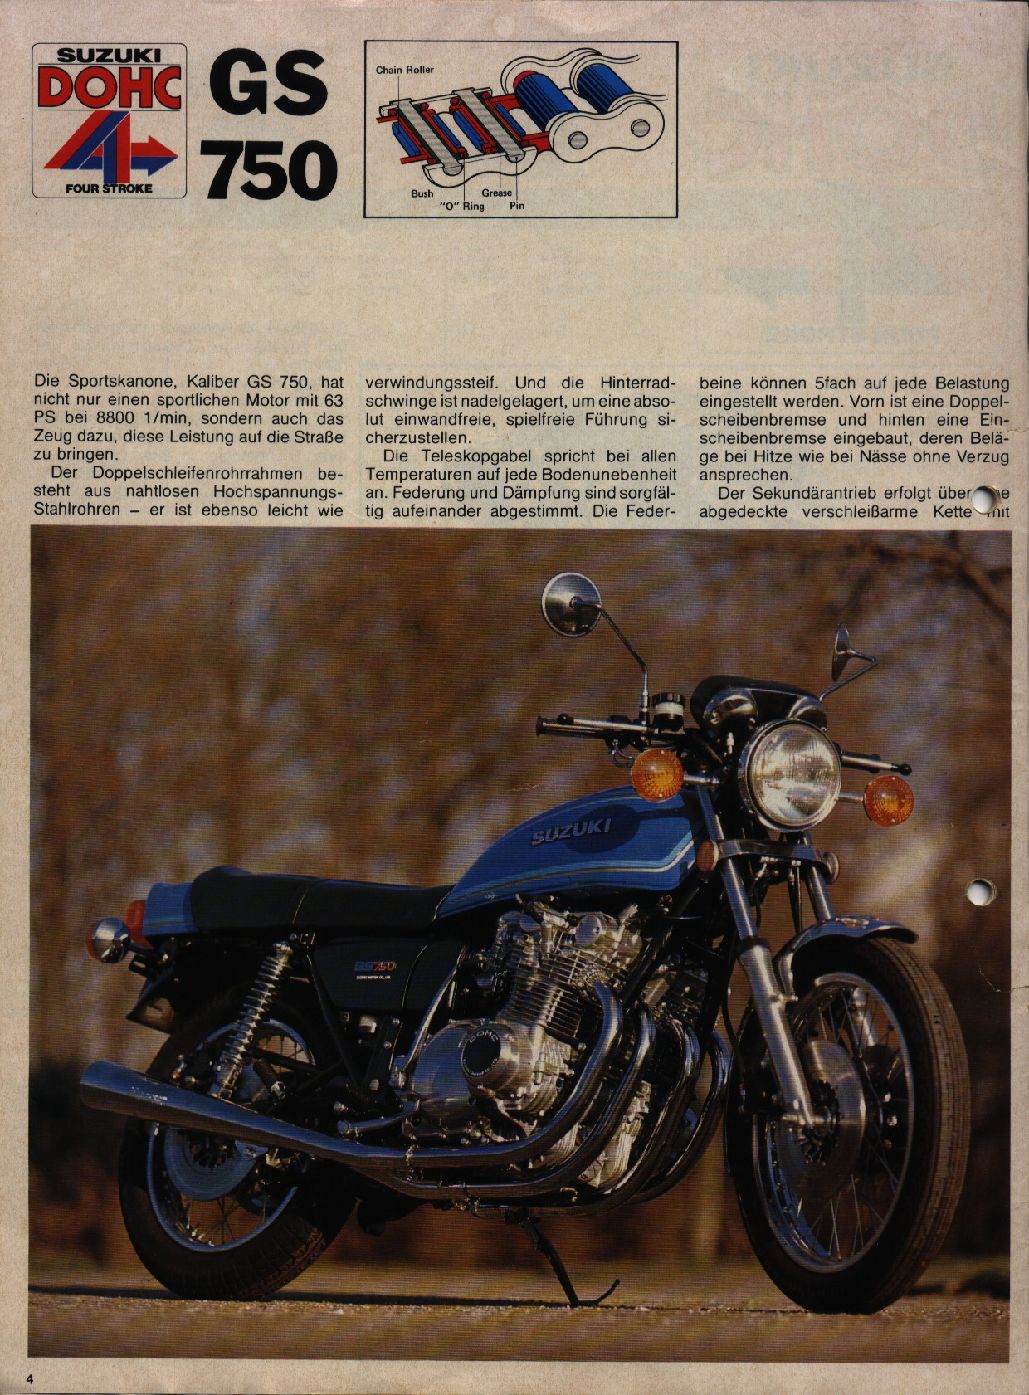 SUZUKI
DOHC
4
FOUR STROKE
GS
750
Chain Roller
Bush
Grease
"O" Ring
Pin
Die Sportskanone, Kaliber GS 750, hat
nicht nur einen sportlichen Motor mit 63
PS bei 8800 1/min, sondern auch das
Zeug dazu, diese Leistung auf die Straße
zu bringen.
Der Doppelschleifenrohrrahmen be-
steht aus nahtlosen Hochspannungs-
Stahlrohren – er ist ebenso leicht wie
verwindungssteif. Und die Hinterrad-
schwinge ist nadelgelagert, um eine abso-
lut einwandfreie, spielfreie Führung si-
cherzustellen.
Die Teleskopgabel spricht bei allen
Temperaturen auf jede Bodenunebenheit
an. Federung und Dämpfung sind sorgfäl-
tig aufeinander abgestimmt. Die Feder-
beine können 5fach auf jede Belastung
eingestellt werden. Vorn ist eine Doppel-
scheibenbremse und hinten eine Ein-
scheibenbremse eingebaut, deren Belä-
ge bei Hitze wie bei Nässe ohne Verzug
ansprechen.
Der Sekundärantrieb erfolgt über
abgedeckte verschleißarme Kette mit
SUZUKI
GS750
DOHC
4